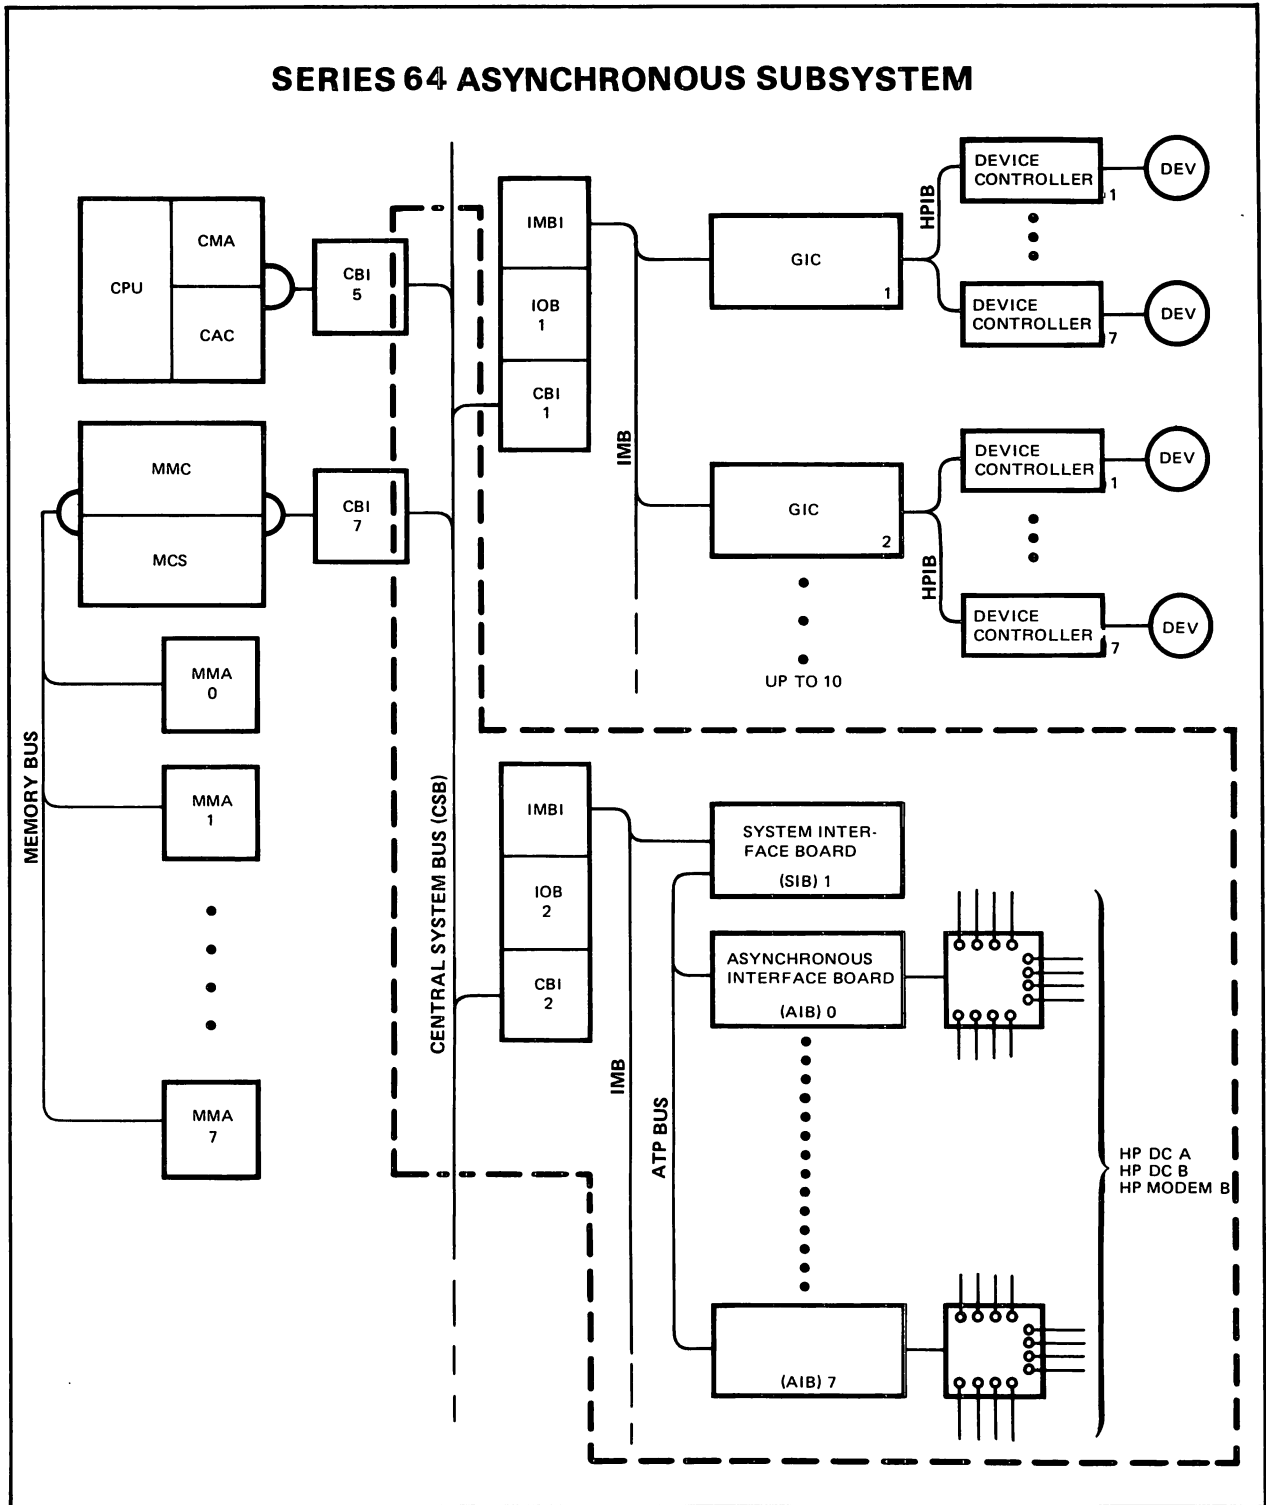 SERIES 64 ASYNCHRONOUS SUBSYSTEM
CPU
CMA
CAC
CBI
5
MMC
MCS
CBI
7
MMA
0
MMA
1
MMA
7
MEMORY BUS
CENTRAL SYSTEM BUS (CSB)
IMBI
IOB
1
CBI
1
IMB
GIC
1
HPIB
DEVICE
CONTROLLER
1
DEV
DEVICE
CONTROLLER
7
DEV
GIC
2
HPIB
DEVICE
CONTROLLER
1
DEV
DEVICE
CONTROLLER
7
DEV
UP TO 10
IMBI
IOB
2
CBI
2
IMB
ATP BUS
SYSTEM INTER-
FACE BOARD
(SIB) 1
ASYNCHRONOUS
INTERFACE BOARD
(AIB) 0
(AIB) 7
HP DC A
HP DC B
HP MODEM B